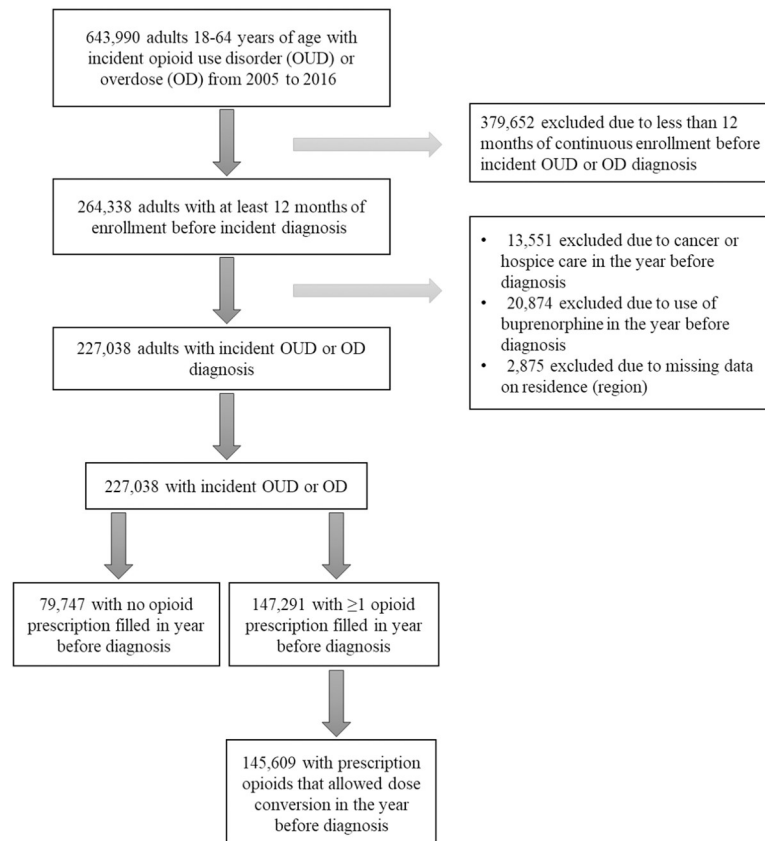 643,990 adults 18-64 years of age with
incident opioid use disorder (OUD) or
overdose (OD) from 2005 to 2016
379,652 excluded due to less than 12
months of continuous enrollment before
incident OUD or OD diagnosis
264,338 adults with at least 12 months of
enrollment before incident diagnosis
• 13,551 excluded due to cancer or
hospice care in the year before
diagnosis
• 20,874 excluded due to use of
buprenorphine in the year before
diagnosis
• 2,875 excluded due to missing data
on residence (region)
227,038 adults with incident OUD or OD
diagnosis
227,038 with incident OUD or OD
79,747 with no opioid
prescription filled in year
before diagnosis
147,291 with ≥1 opioid
prescription filled in year
before diagnosis
145,609 with prescription
opioids that allowed dose
conversion in the year
before diagnosis